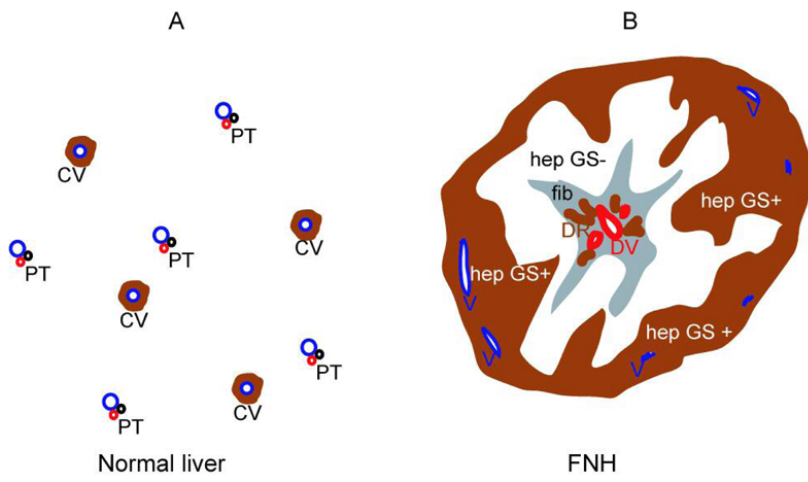 A
B
PT
CV
PT
PT
CV
CV
PT
CV
PT
Normal liver
V
hep GS-
fib
hep GS+
DR
DV
hep GS+
V
hep GS +
V
V
V
FNH